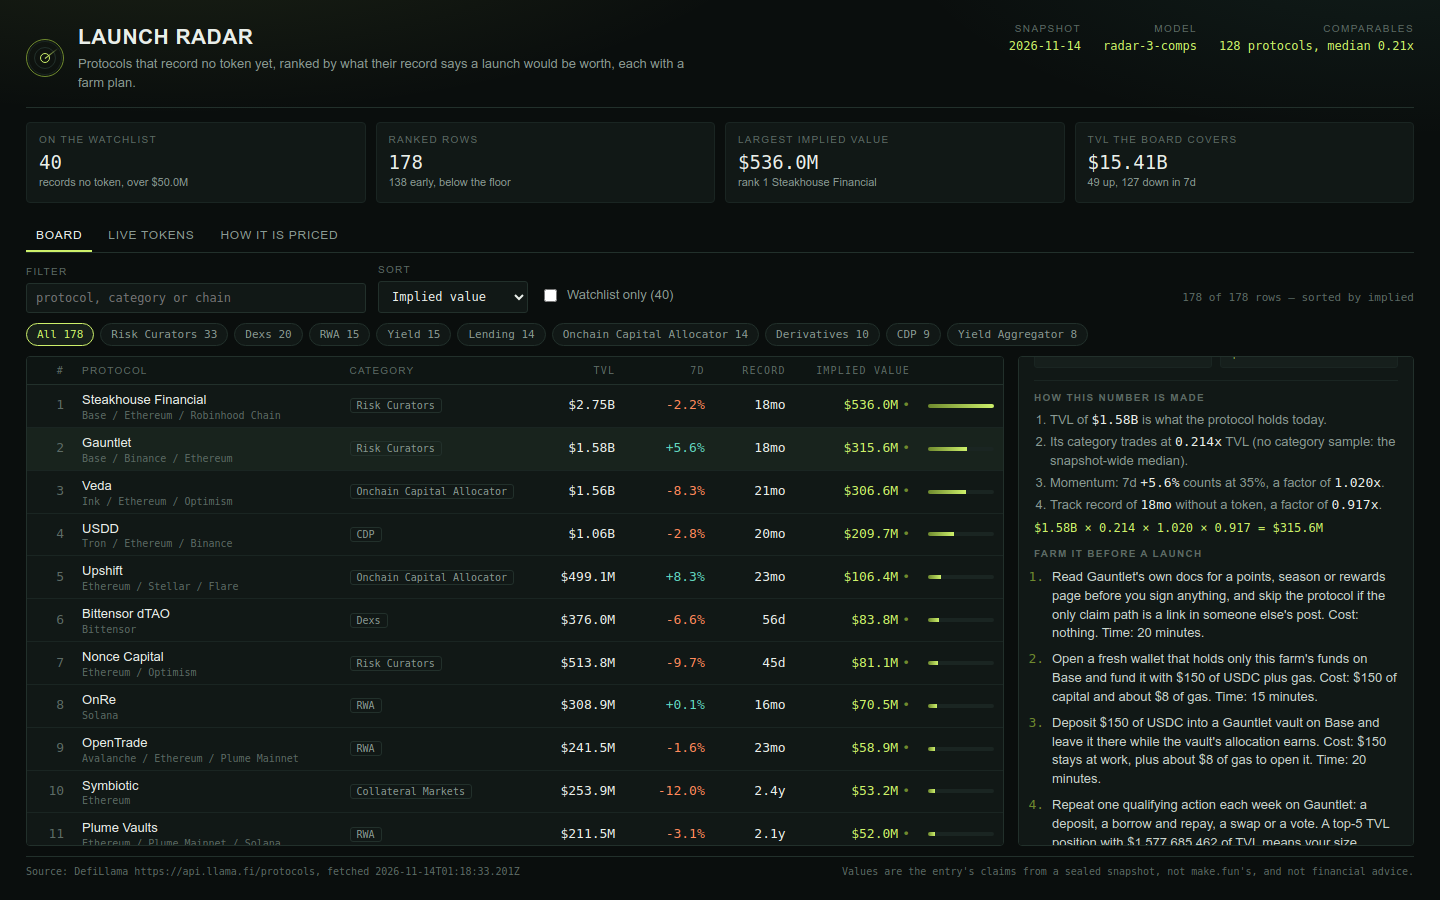 LAUNCH RADAR
Protocols that record no token yet, ranked by what their record says a launch would be worth, each with a
farm plan.
SNAPSHOT
2026-11-14
MODEL
radar-3-comps
COMPARABLES
128 protocols, median 0.21x
ON THE WATCHLIST
40
records no token, over $50.0M
RANKED ROWS
178
138 early, below the floor
LARGEST IMPLIED VALUE
$536.0M
rank 1 Steakhouse Financial
TVL THE BOARD COVERS
$15.41B
49 up, 127 down in 7d
BOARD LIVE TOKENS HOW IT IS PRICED
FILTER
protocol, category or chain
SORT
Implied value
Watchlist only (40)
178 of 178 rows — sorted by implied
All 178 Risk Curators 33 Dexs 20 RWA 15 Yield 15 Lending 14 Onchain Capital Allocator 14 Derivatives 10 CDP 9 Yield Aggregator 8
# PROTOCOL CATEGORY TVL 7D RECORD IMPLIED VALUE
1 Steakhouse Financial Risk Curators $2.75B -2.2% 18mo $536.0M
Base / Ethereum / Robinhood Chain
2 Gauntlet Risk Curators $1.58B +5.6% 18mo $315.6M
Base / Binance / Ethereum
3 Veda Onchain Capital Allocator $1.56B -8.3% 21mo $306.6M
Ink / Ethereum / Optimism
4 USDD CDP $1.06B -2.8% 20mo $209.7M
Tron / Ethereum / Binance
5 Upshift Onchain Capital Allocator $499.1M +8.3% 23mo $106.4M
Ethereum / Stellar / Flare
6 Bittensor dTAO Dexs $376.0M -6.6% 56d $83.8M
Bittensor
7 Nonce Capital Risk Curators $513.8M -9.7% 45d $81.1M
Ethereum / Optimism
8 OnRe RWA $308.9M +0.1% 16mo $70.5M
Solana
9 OpenTrade RWA $241.5M -1.6% 23mo $58.9M
Avalanche / Ethereum / Plume Mainnet
10 Symbiotic Collateral Markets $253.9M -12.0% 2.4y $53.2M
Ethereum
11 Plume Vaults RWA $211.5M -3.1% 2.1y $52.0M
Ethereum / Plume Mainnet / Solana
HOW THIS NUMBER IS MADE
1. TVL of $1.58B is what the protocol holds today.
2. Its category trades at 0.214x TVL (no category sample: the
snapshot-wide median).
3. Momentum: 7d +5.6% counts at 35%, a factor of 1.020x.
4. Track record of 18mo without a token, a factor of 0.917x.
$1.58B × 0.214 × 1.020 × 0.917 = $315.6M
FARM IT BEFORE A LAUNCH
1. Read Gauntlet's own docs for a points, season or rewards
page before you sign anything, and skip the protocol if the
only claim path is a link in someone else's post. Cost:
nothing. Time: 20 minutes.
2. Open a fresh wallet that holds only this farm's funds on
Base and fund it with $150 of USDC plus gas. Cost: $150 of
capital and about $8 of gas. Time: 15 minutes.
3. Deposit $150 of USDC into a Gauntlet vault on Base and
leave it there while the vault's allocation earns. Cost: $150
stays at work, plus about $8 of gas to open it. Time: 20
minutes.
4. Repeat one qualifying action each week on Gauntlet: a
deposit, a borrow and repay, a swap or a vote. A top-5 TVL
position with $1,577,685,462 of TVL means your size
Source: DefiLlama https://api.llama.fi/protocols, fetched 2026-11-14T01:18:33.201Z
Values are the entry's claims from a sealed snapshot, not make.fun's, and not financial advice.